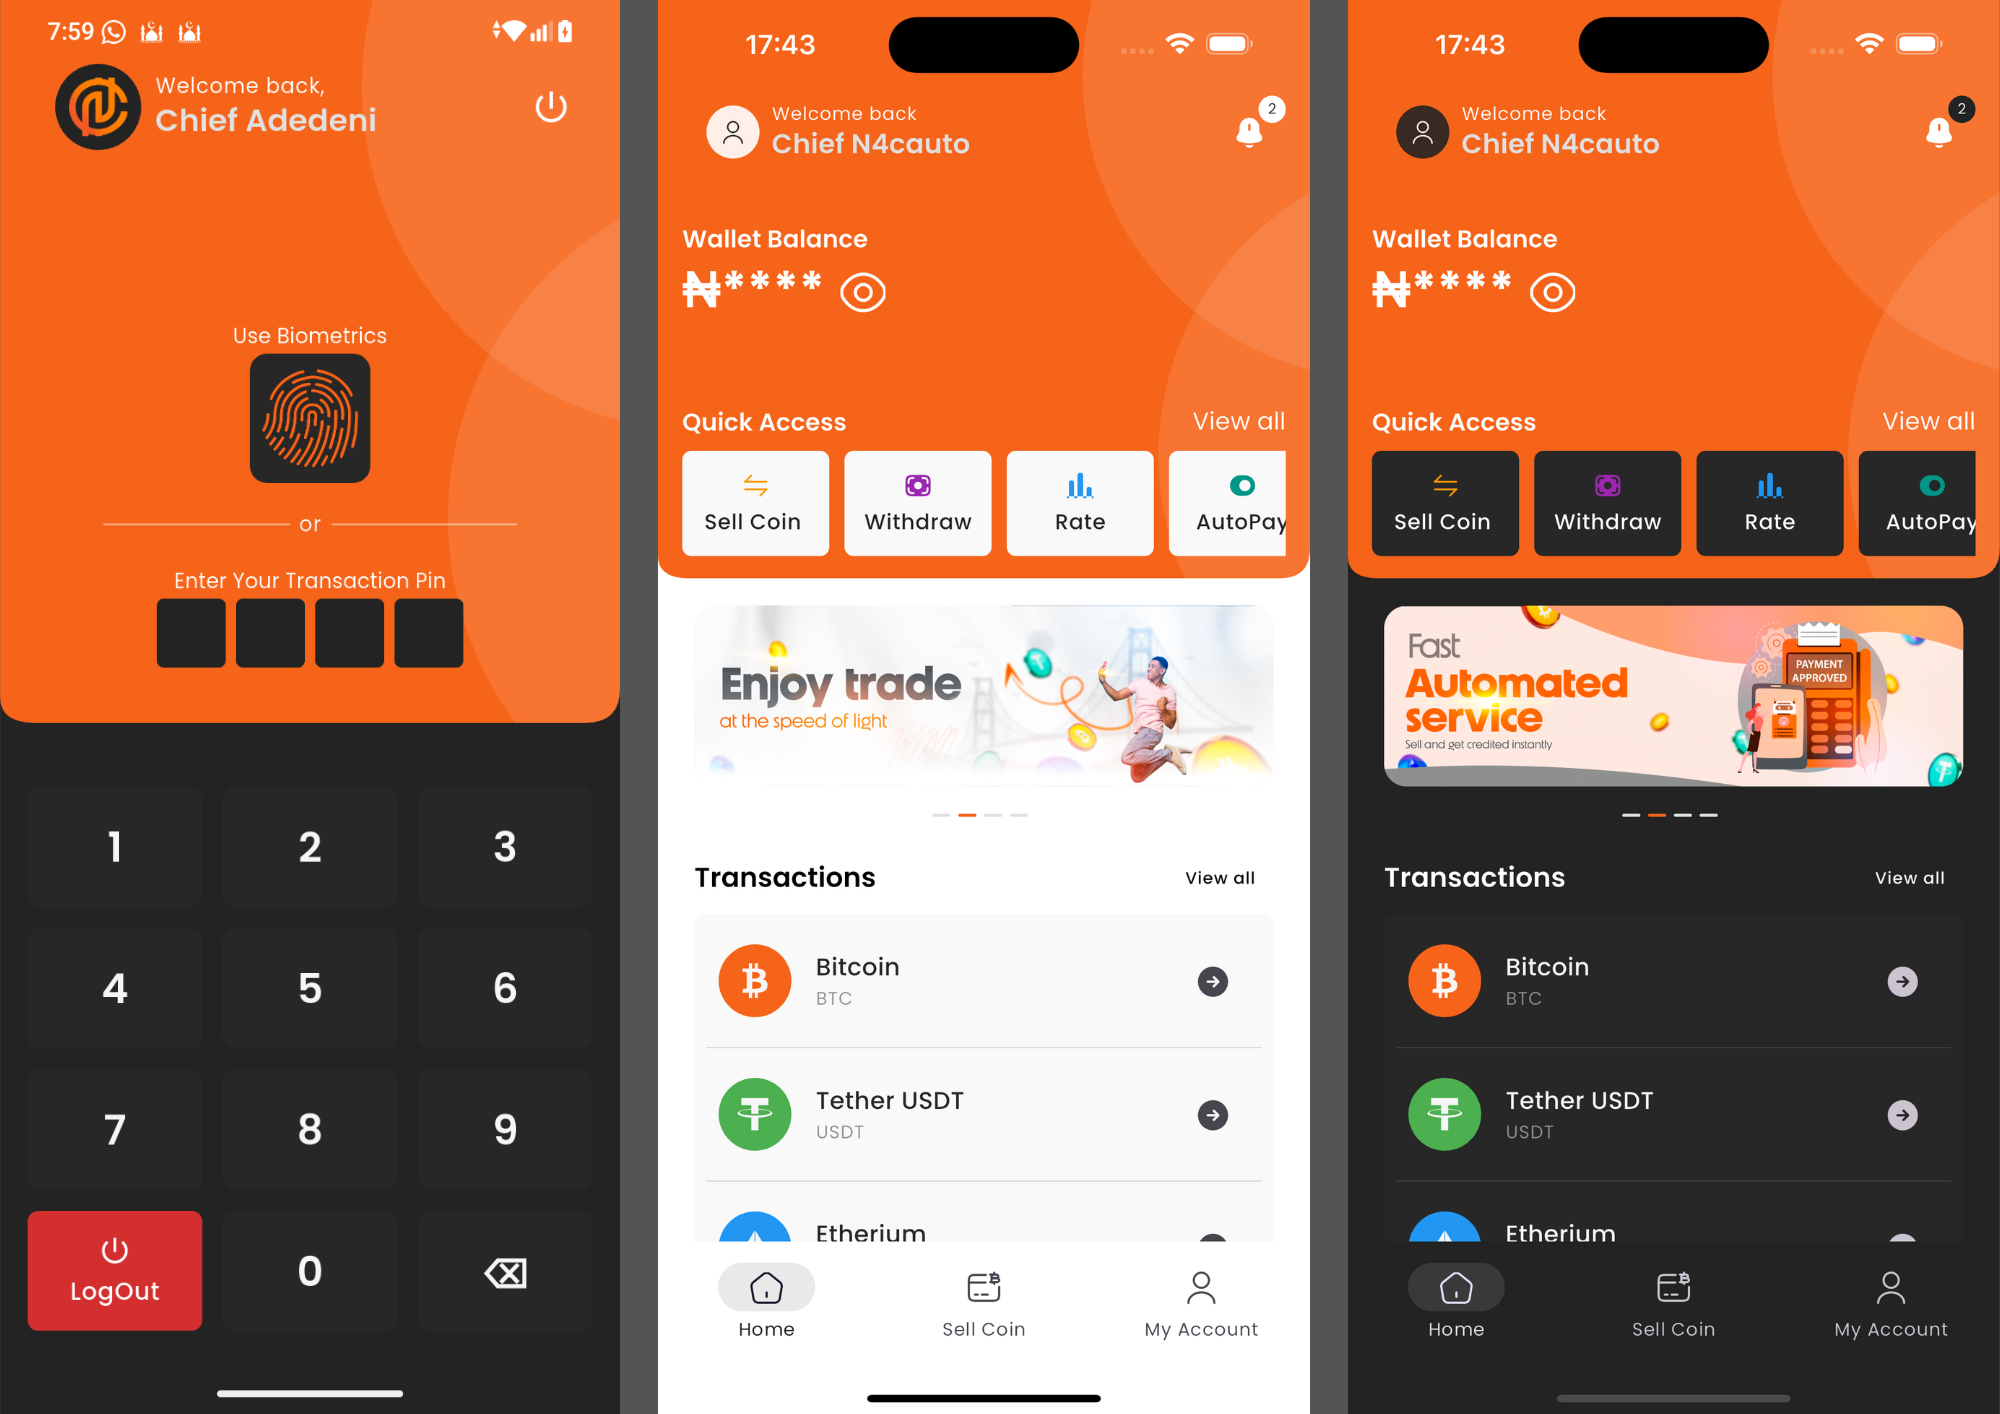 7:59
Welcome back,
Chief Adedeni
Use Biometrics
or
Enter Your Transaction Pin
1 2 3
4 5 6
7 8 9
LogOut 0
17:43
Welcome back
Chief N4cauto
2
Wallet Balance
₦****
Quick Access View all
Sell Coin Withdraw Rate AutoPay
Enjoy trade
at the speed of light
Transactions View all
Bitcoin
BTC
Tether USDT
USDT
Etherium
Home Sell Coin My Account
17:43
Welcome back
Chief N4cauto
2
Wallet Balance
₦****
Quick Access View all
Sell Coin Withdraw Rate AutoPay
Fast
Automated
service
Sell and get credited instantly
PAYMENT
APPROVED
Transactions View all
Bitcoin
BTC
Tether USDT
USDT
Etherium
Home Sell Coin My Account